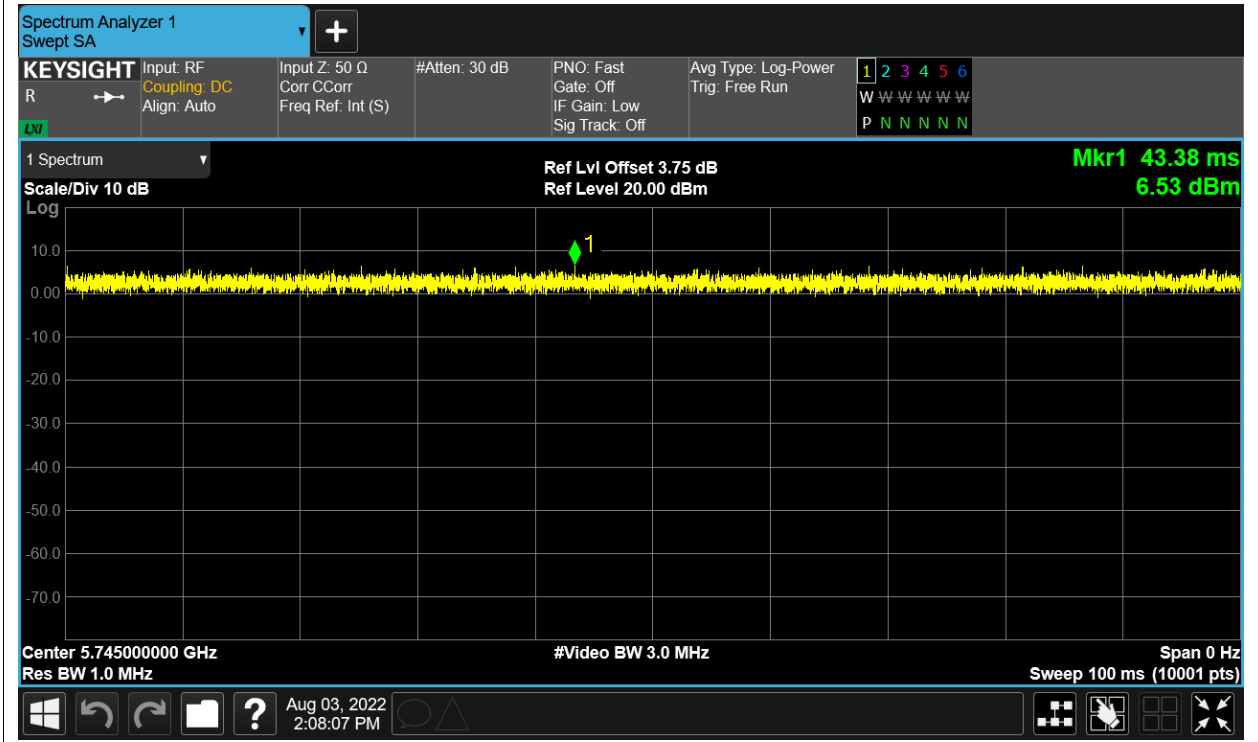 Spectrum Analyzer 1
Swept SA
+
KEYSIGHT
R
LXI
Input: RF
Coupling: DC
Align: Auto
Input Z: 50 Ω
Corr CCorr
Freq Ref: Int (S)
#Atten: 30 dB
PNO: Fast
Gate: Off
IF Gain: Low
Sig Track: Off
Avg Type: Log-Power
Trig: Free Run
1 2 3 4 5 6
W W W W W W
P N N N N N
1 Spectrum
Scale/Div 10 dB
Log
Ref Lvl Offset 3.75 dB
Ref Level 20.00 dBm
Mkr1 43.38 ms
6.53 dBm
1
10.0
0.00
-10.0
-20.0
-30.0
-40.0
-50.0
-60.0
-70.0
Center 5.745000000 GHz
Res BW 1.0 MHz
#Video BW 3.0 MHz
Span 0 Hz
Sweep 100 ms (10001 pts)
?
Aug 03, 2022
2:08:07 PM